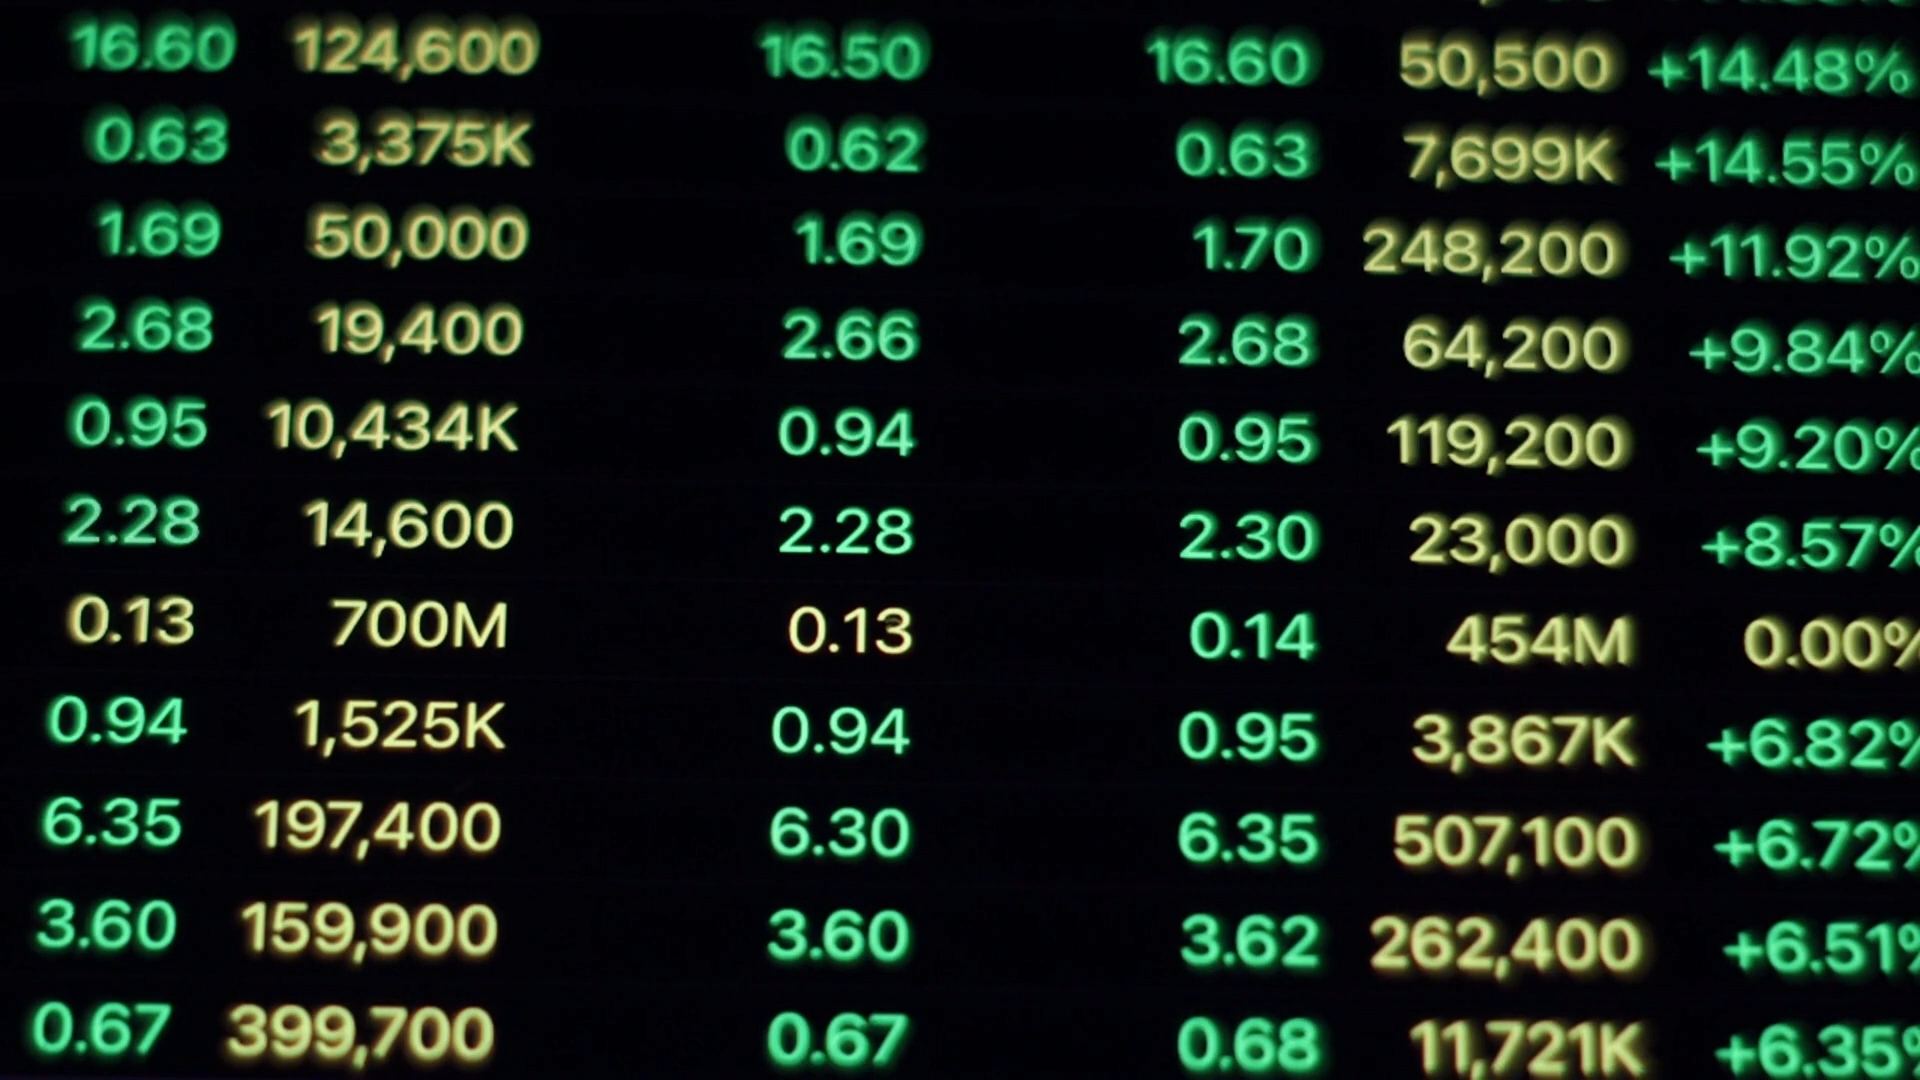 16.60 124,600 16.50 16.60 50,500 +14.48%
0.63 3,375K 0.62 0.63 7,699K +14.55%
1.69 50,000 1.69 1.70 248,200 +11.92%
2.68 19,400 2.66 2.68 64,200 +9.84%
0.95 10,434K 0.94 0.95 119,200 +9.20%
2.28 14,600 2.28 2.30 23,000 +8.57%
0.13 700M 0.13 0.14 454M 0.00%
0.94 1,525K 0.94 0.95 3,867K +6.82%
6.35 197,400 6.30 6.35 507,100 +6.72%
3.60 159,900 3.60 3.62 262,400 +6.51%
0.67 399,700 0.67 0.68 11,721K +6.35%